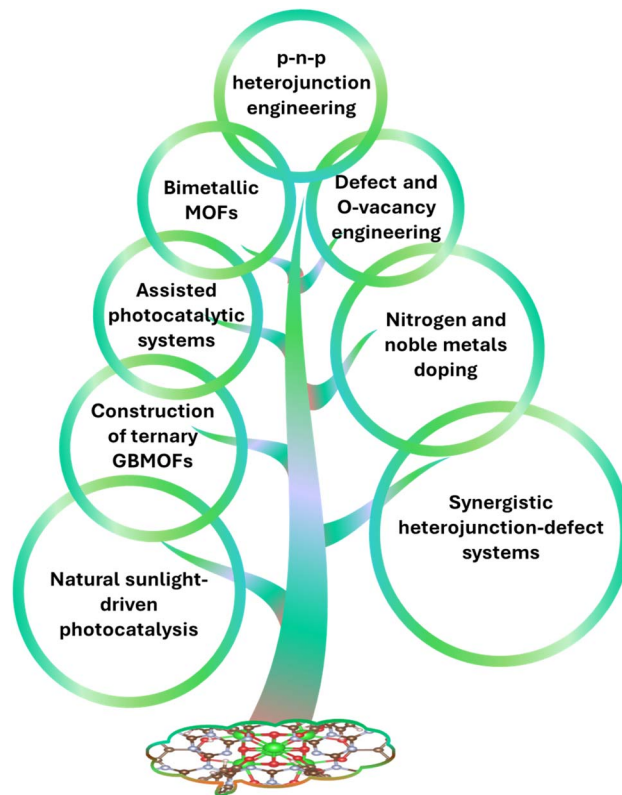 p-n-p
heterojunction
engineering
Bimetallic
MOFs
Defect and
O-vacancy
engineering
Assisted
photocatalytic
systems
Nitrogen and
noble metals
doping
Construction
of ternary
GBMOFs
Synergistic
heterojunction-defect
systems
Natural sunlight-
driven
photocatalysis